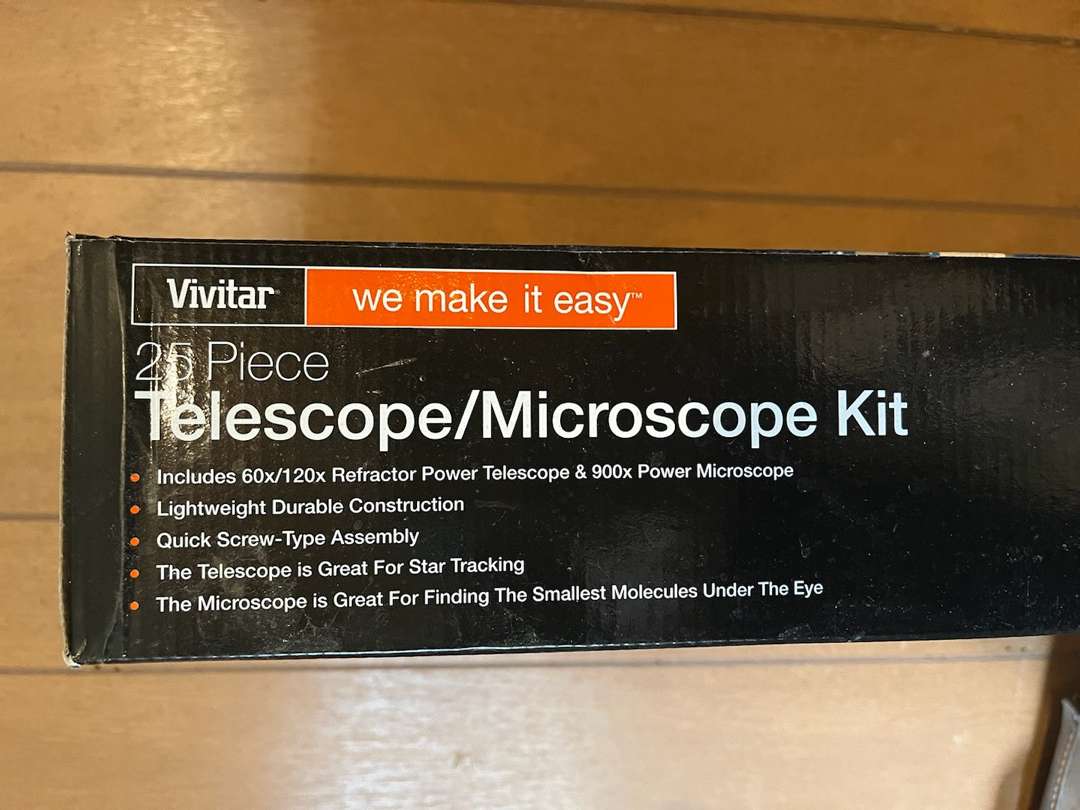 Vivitar we make it easy™
25 Piece
Telescope/Microscope Kit
• Includes 60x/120x Refractor Power Telescope & 900x Power Microscope
• Lightweight Durable Construction
• Quick Screw-Type Assembly
• The Telescope is Great For Star Tracking
• The Microscope is Great For Finding The Smallest Molecules Under The Eye